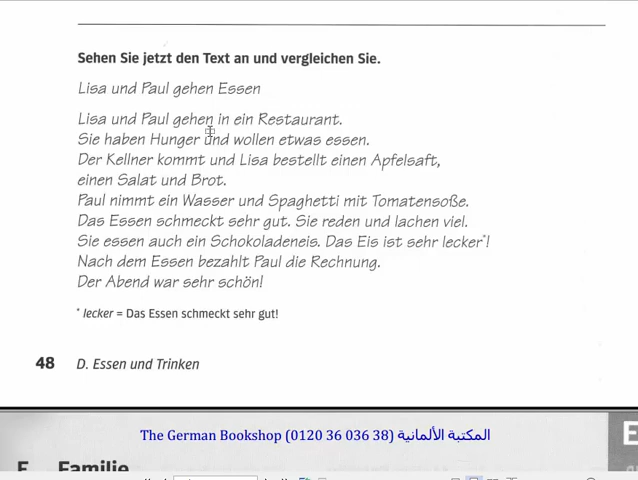 Sehen Sie jetzt den Text an und vergleichen Sie.
Lisa und Paul gehen Essen
Lisa und Paul gehen in ein Restaurant.
Sie haben Hunger und wollen etwas essen.
Der Kellner kommt und Lisa bestellt einen Apfelsaft,
einen Salat und Brot.
Paul nimmt ein Wasser und Spaghetti mit Tomatensoße.
Das Essen schmeckt sehr gut. Sie reden und lachen viel.
Sie essen auch ein Schokoladeneis. Das Eis ist sehr lecker*!
Nach dem Essen bezahlt Paul die Rechnung.
Der Abend war sehr schön!
* lecker = Das Essen schmeckt sehr gut!
48 D. Essen und Trinken
The German Bookshop (0120 36 036 38) المكتبة الألمانية
E
E Familie